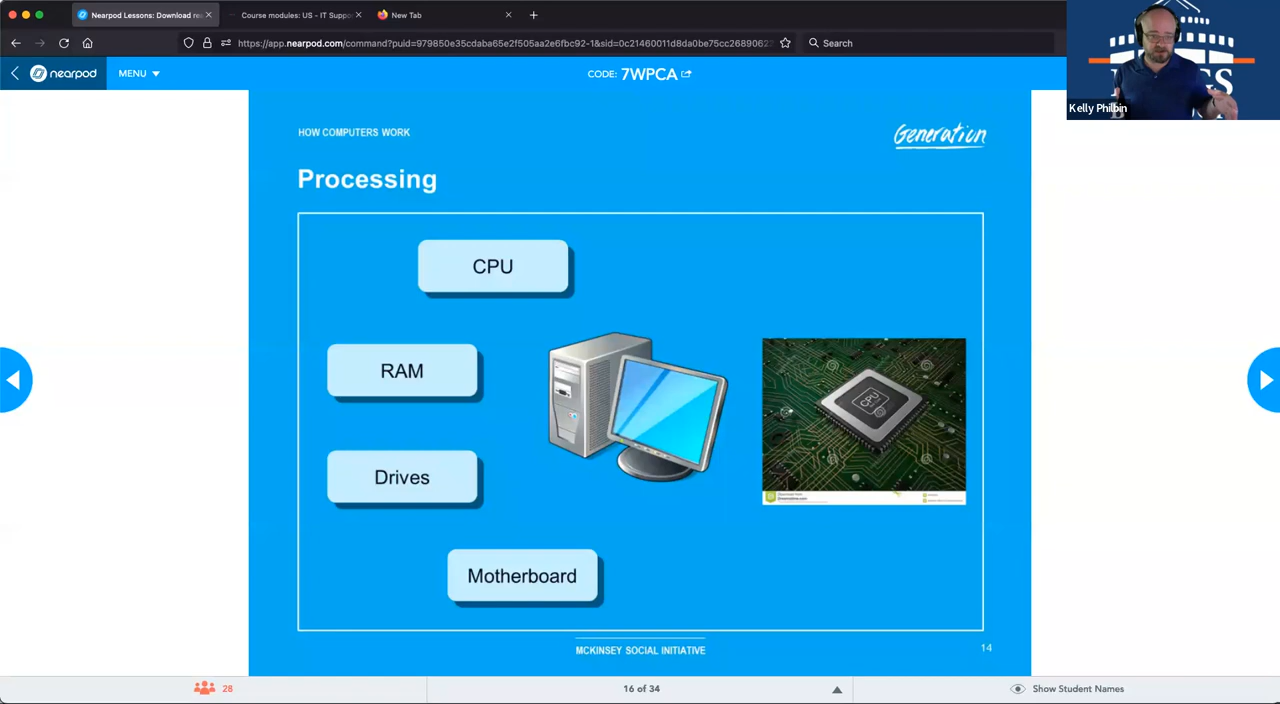 Nearpod Lessons: Download re
Course modules: US - IT Suppo
New Tab
https://app.nearpod.com/command?puid=979850e35cdaba65e2f505aa2e6fbc92-1&sid=0c21460011d8da0be75cc26890627
Search
nearpod
MENU
CODE: 7WPCA
Kelly Philbin
HOW COMPUTERS WORK
Generation
Processing
CPU
RAM
CPU
Drives
Motherboard
MCKINSEY SOCIAL INITIATIVE
14
28
16 of 34
Show Student Names